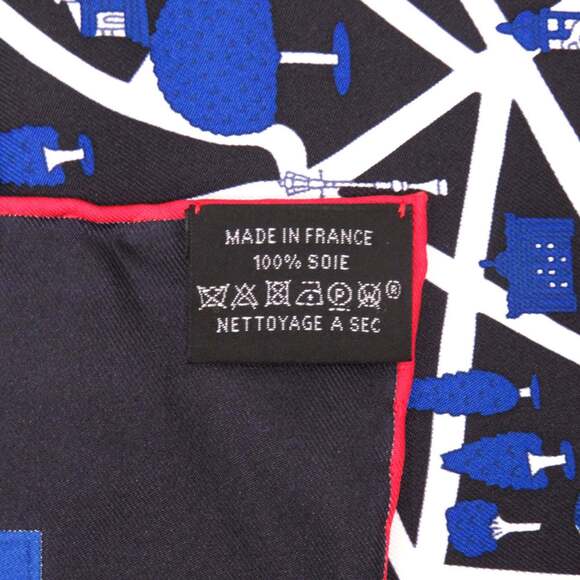 MADE IN FRANCE
100% SOIE
P W ®
NETTOYAGE A SEC